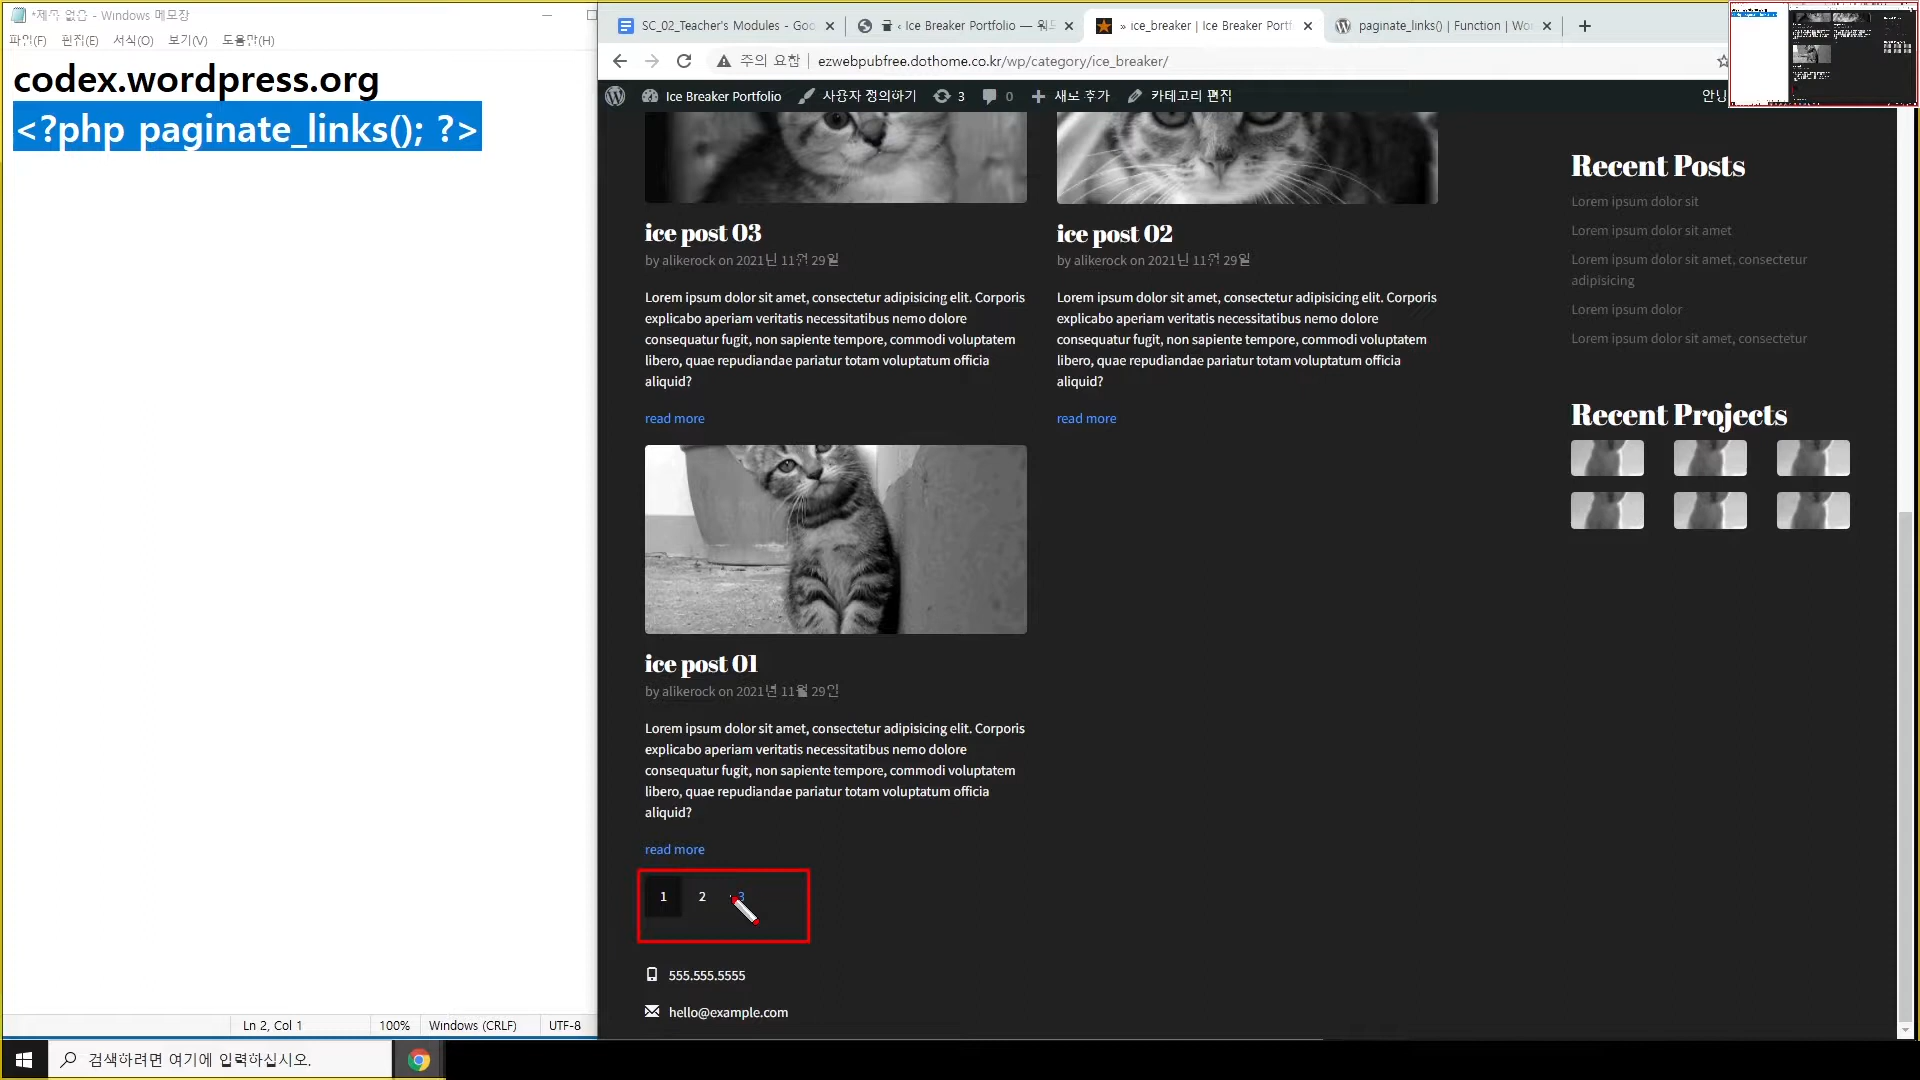 *제목 없음 - Windows 메모장
파일(F) 편집(E) 서식(O) 보기(V) 도움말(H)
codex.wordpress.org
<?php paginate_links(); ?>
Ln 2, Col 1 100% Windows (CRLF) UTF-8
검색하려면 여기에 입력하십시오.
SC_02_Teacher's Modules - Goo
‹ Ice Breaker Portfolio — 워드
» ice_breaker | Ice Breaker Portf
paginate_links() | Function | Wo
주의 요함 ezwebpubfree.dothome.co.kr/wp/category/ice_breaker/
Ice Breaker Portfolio 사용자 정의하기 3 0 새로 추가 카테고리 편집 안녕
ice post 03
by alikerock on 2021년 11월 29일
Lorem ipsum dolor sit amet, consectetur adipisicing elit. Corporis
explicabo aperiam veritatis necessitatibus nemo dolore
consequatur fugit, non sapiente tempore, commodi voluptatem
libero, quae repudiandae pariatur totam voluptatum officia
aliquid?
read more
ice post 02
by alikerock on 2021년 11월 29일
Lorem ipsum dolor sit amet, consectetur adipisicing elit. Corporis
explicabo aperiam veritatis necessitatibus nemo dolore
consequatur fugit, non sapiente tempore, commodi voluptatem
libero, quae repudiandae pariatur totam voluptatum officia
aliquid?
read more
ice post 01
by alikerock on 2021년 11월 29일
Lorem ipsum dolor sit amet, consectetur adipisicing elit. Corporis
explicabo aperiam veritatis necessitatibus nemo dolore
consequatur fugit, non sapiente tempore, commodi voluptatem
libero, quae repudiandae pariatur totam voluptatum officia
aliquid?
read more
1 2 3
555.555.5555
hello@example.com
Recent Posts
Lorem ipsum dolor sit
Lorem ipsum dolor sit amet
Lorem ipsum dolor sit amet, consectetur
adipisicing
Lorem ipsum dolor
Lorem ipsum dolor sit amet, consectetur
Recent Projects